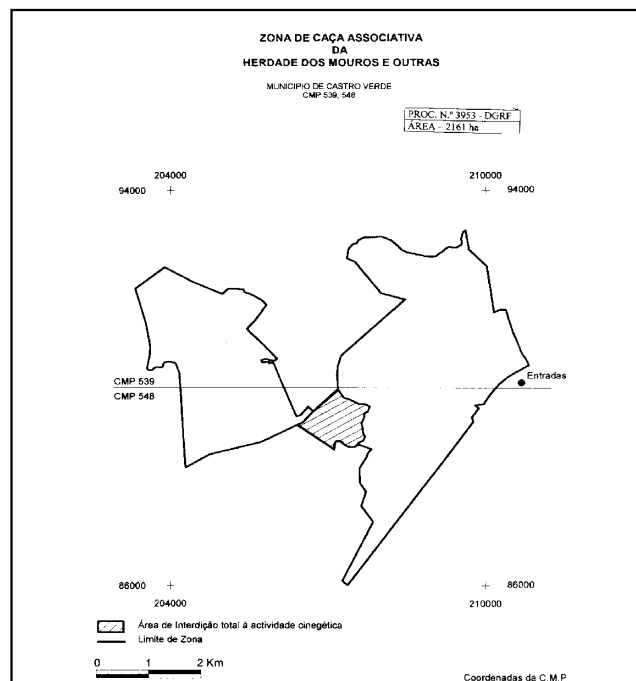 ZONA DE CAÇA ASSOCIATIVA
DA
HERDADE DOS MOUROS E OUTRAS
MUNICIPIO DE CASTRO VERDE
CMP 539, 548
PROC. N.º 3953 - DGRF
ÁREA - 2161 ha
204000
210000
94000
94000
CMP 539
CMP 548
Entradas
86000
86000
204000
210000
Área de Interdição total à actividade cinegética
Limite de Zona
0 1 2 Km
Coordenadas da C.M.P